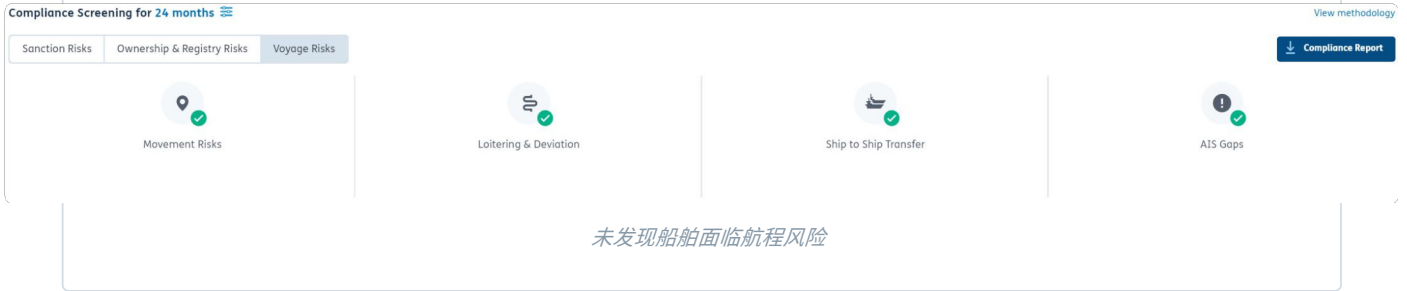 Compliance Screening for 24 months
View methodology
Sanction Risks
Ownership & Registry Risks
Voyage Risks
Compliance Report
Movement Risks
Loitering & Deviation
Ship to Ship Transfer
AIS Gaps
未发现船舶面临航程风险